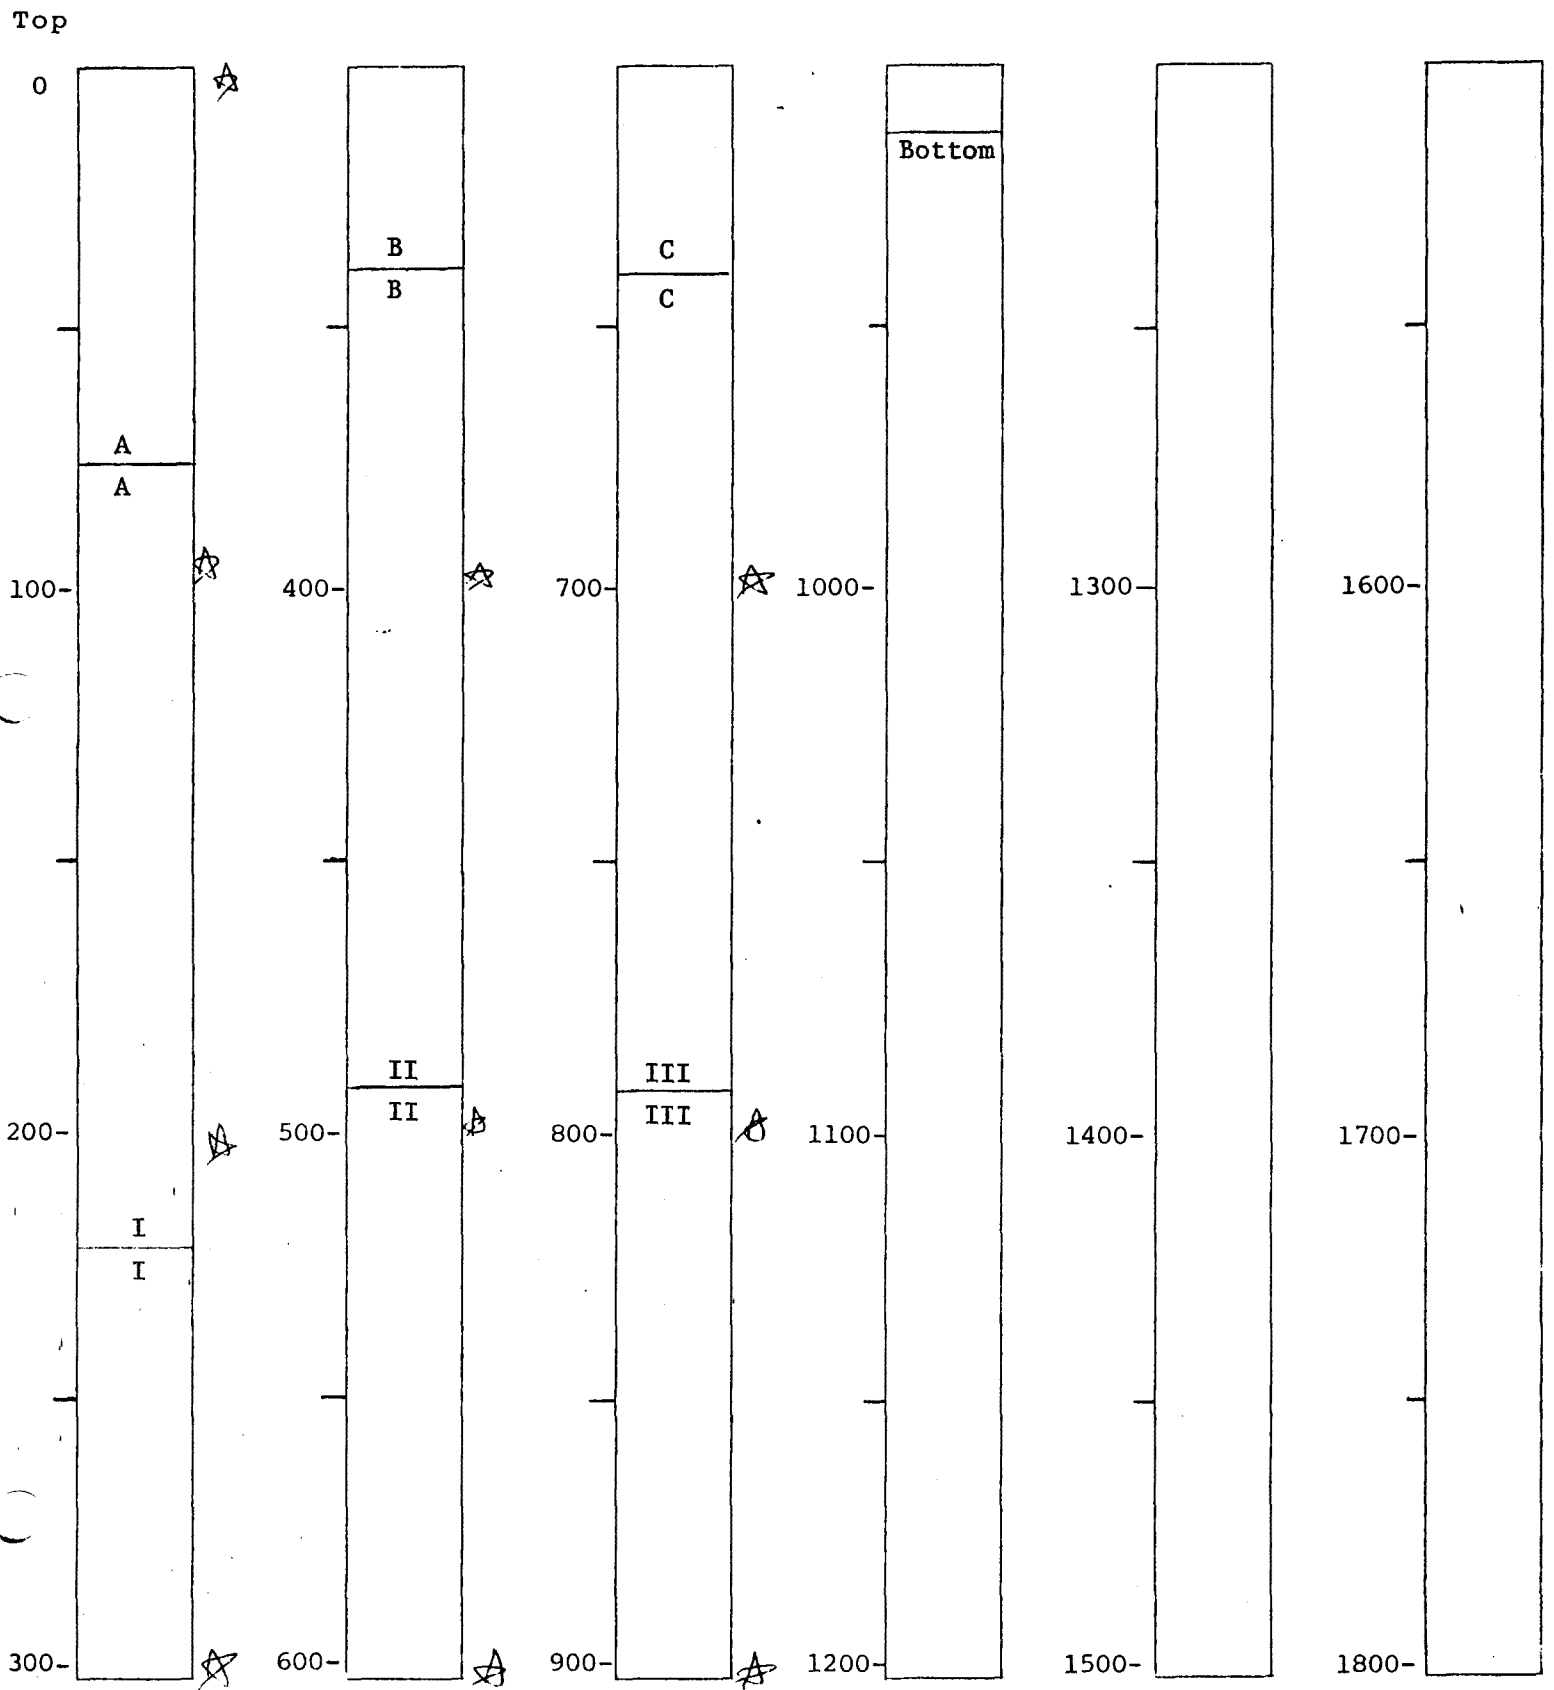 Top
0
B
C
Bottom
B
C
A
A
100- 400- 700- 1000- 1300- 1600-
II
III
II
III
200- 500- 800- 1100- 1400- 1700-
I
I
300- 600- 900- 1200- 1500- 1800-